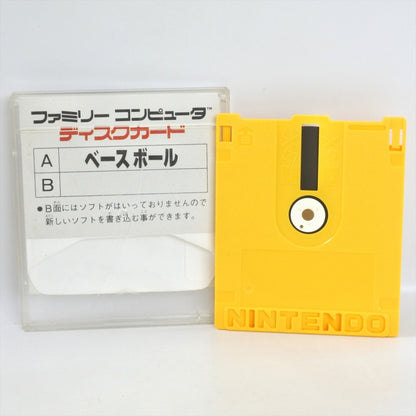 ファミリー コンピュータ™
ディスクカード
A ベースボール
B
●B面にはソフトがはいっておりませんので
新しいソフトを書き込む事ができます。
NINTENDO